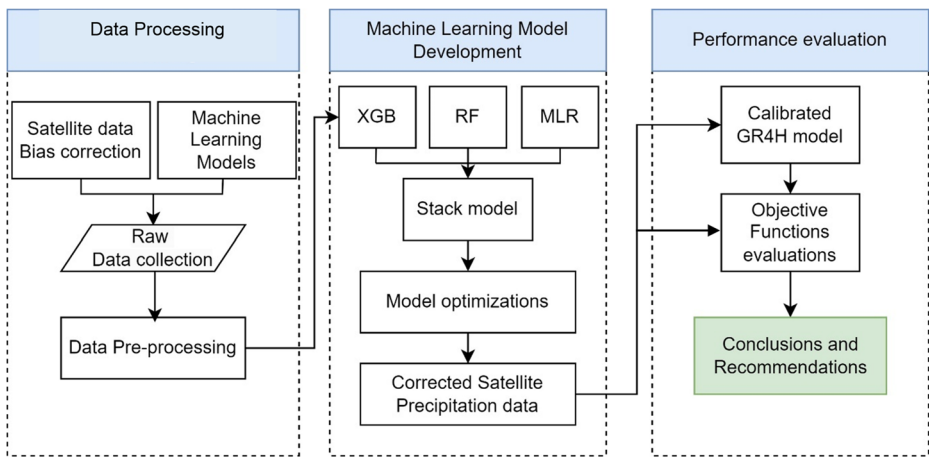 Data Processing
Satellite data
Bias correction
Machine
Learning
Models
Raw
Data collection
Data Pre-processing
Machine Learning Model
Development
XGB
RF
MLR
Stack model
Model optimizations
Corrected Satellite
Precipitation data
Performance evaluation
Calibrated
GR4H model
Objective
Functions
evaluations
Conclusions and
Recommendations